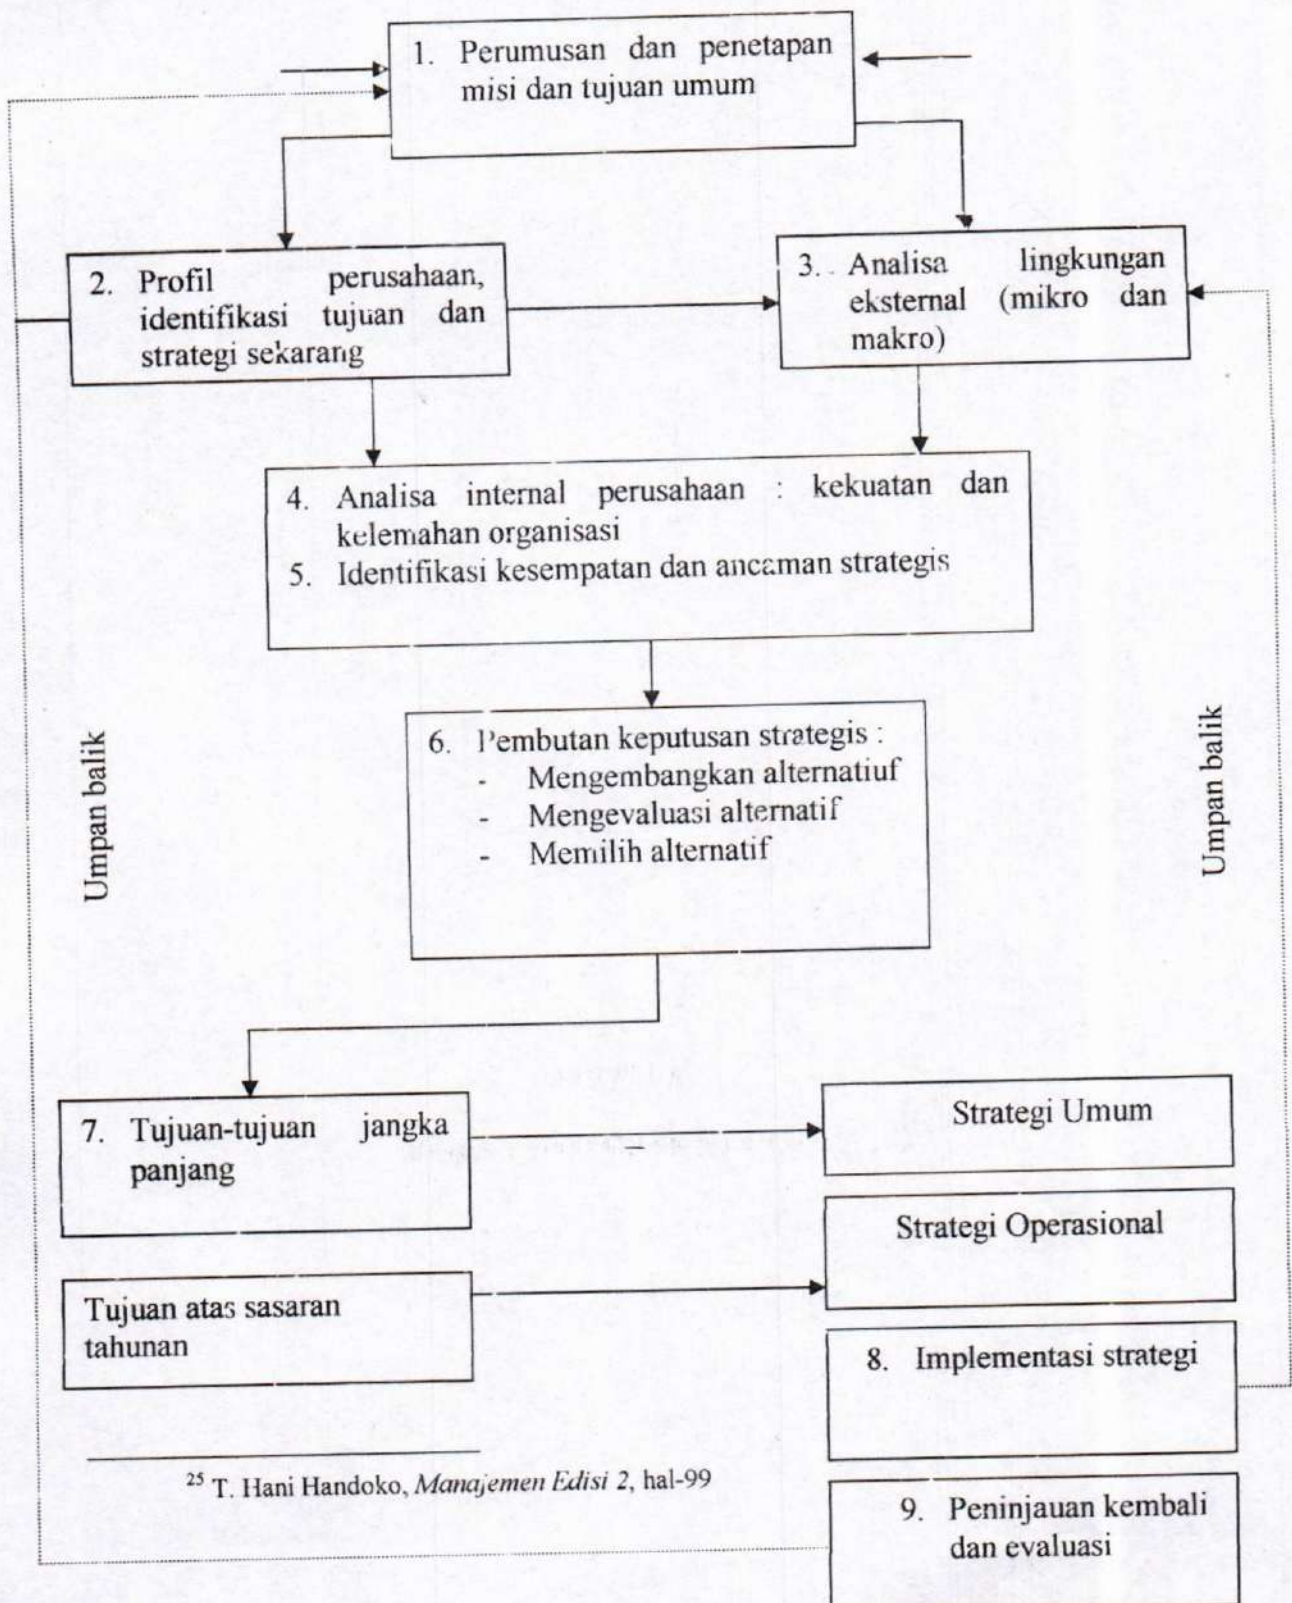 1. Perumusan dan penetapan
misi dan tujuan umum
2. Profil perusahaan,
identifikasi tujuan dan
strategi sekarang
3. Analisa lingkungan
eksternal (mikro dan
makro)
4. Analisa internal perusahaan : kekuatan dan
kelemahan organisasi
5. Identifikasi kesempatan dan ancaman strategis
6. Pembutan keputusan strategis :
- Mengembangkan alternatiuf
- Mengevaluasi alternatif
- Memilih alternatif
Umpan balik
Umpan balik
7. Tujuan-tujuan jangka
panjang
Strategi Umum
Strategi Operasional
Tujuan atas sasaran
tahunan
8. Implementasi strategi
25 T. Hani Handoko, Manajemen Edisi 2, hal-99
9. Peninjauan kembali
dan evaluasi